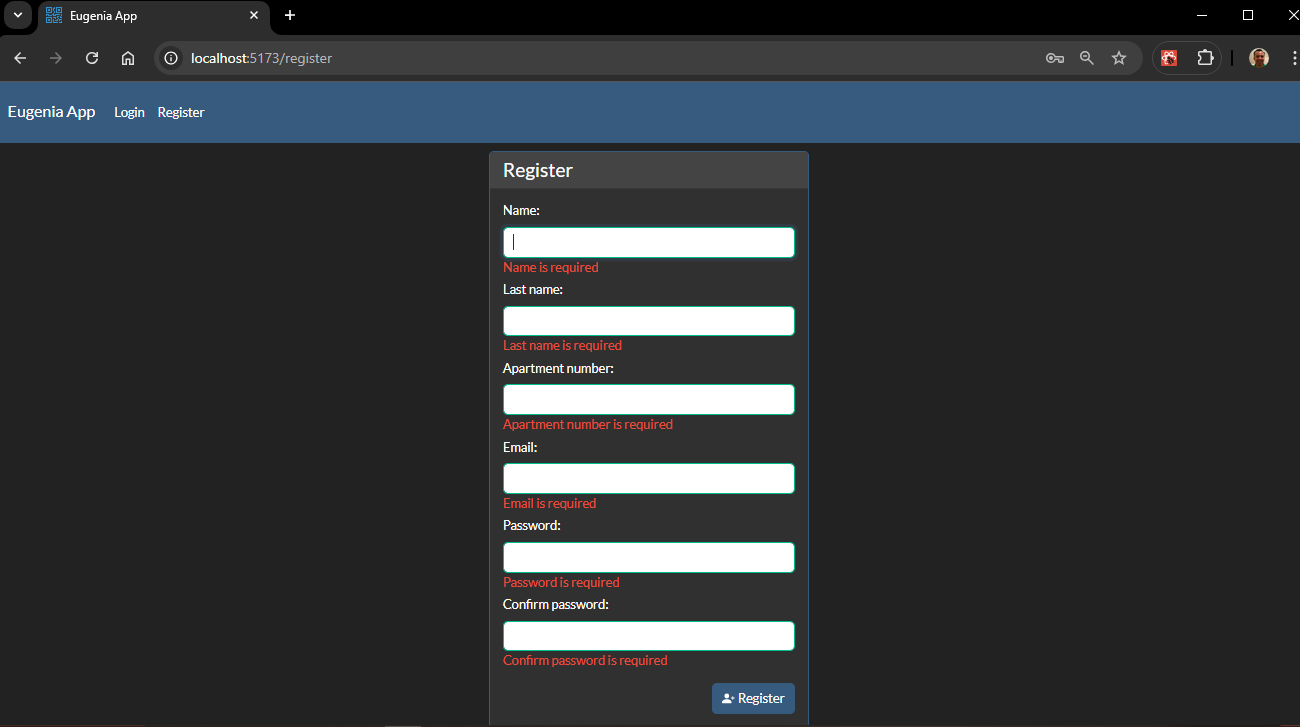 Eugenia App
localhost:5173/register
Eugenia App Login Register
Register
Name:
Name is required
Last name:
Last name is required
Apartment number:
Apartment number is required
Email:
Email is required
Password:
Password is required
Confirm password:
Confirm password is required
Register